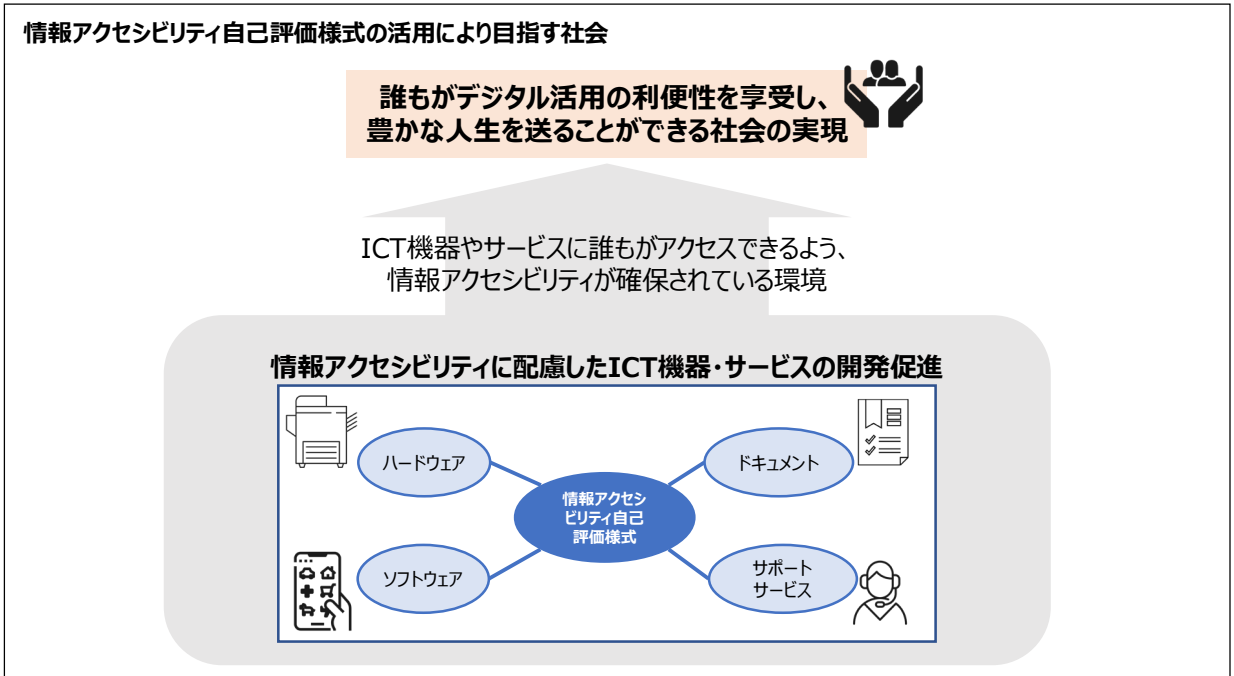 情報アクセシビリティ自己評価様式の活用により目指す社会
誰もがデジタル活用の利便性を享受し、
豊かな人生を送ることができる社会の実現
ICT機器やサービスに誰もがアクセスできるよう、
情報アクセシビリティが確保されている環境
情報アクセシビリティに配慮したICT機器・サービスの開発促進
ハードウェア
ドキュメント
情報アクセシ
ビリティ自己
評価様式
ソフトウェア
サポート
サービス